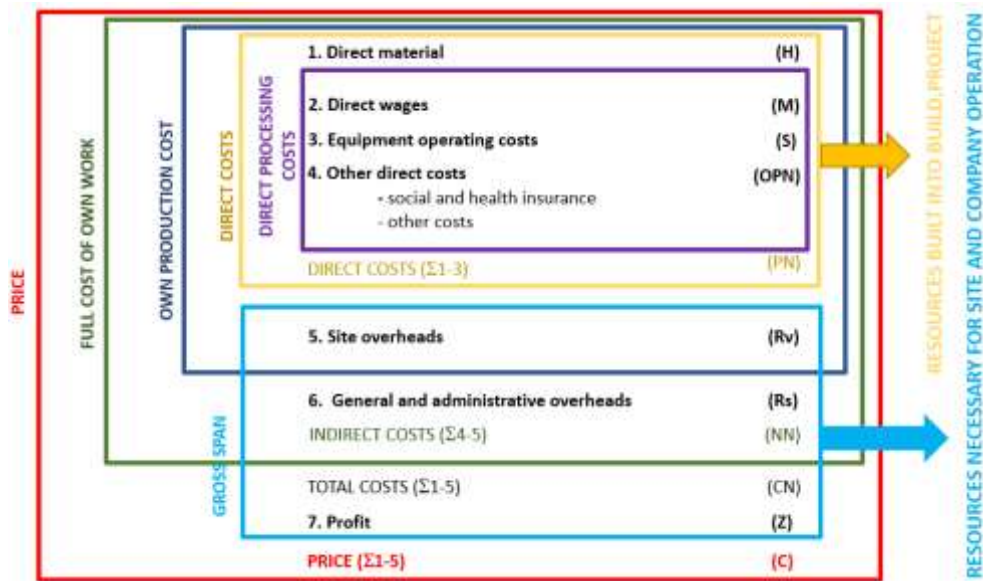 PRICE
FULL COST OF OWN WORK
OWN PRODUCTION COST
DIRECT COSTS
DIRECT PROCESSING
COSTS
1. Direct material (H)
2. Direct wages (M)
3. Equipment operating costs (S)
4. Other direct costs (OPN)
- social and health insurance
- other costs
DIRECT COSTS (Σ1-3) (PN)
GROSS SPAN
5. Site overheads (Rv)
6. General and administrative overheads (Rs)
INDIRECT COSTS (Σ4-5) (NN)
TOTAL COSTS (Σ1-5) (CN)
7. Profit (Z)
PRICE (Σ1-5) (C)
RESOURCES BUILT INTO BUILD,PROJECT
RESOURCES NECESSARY FOR SITE AND COMPANY OPERATION